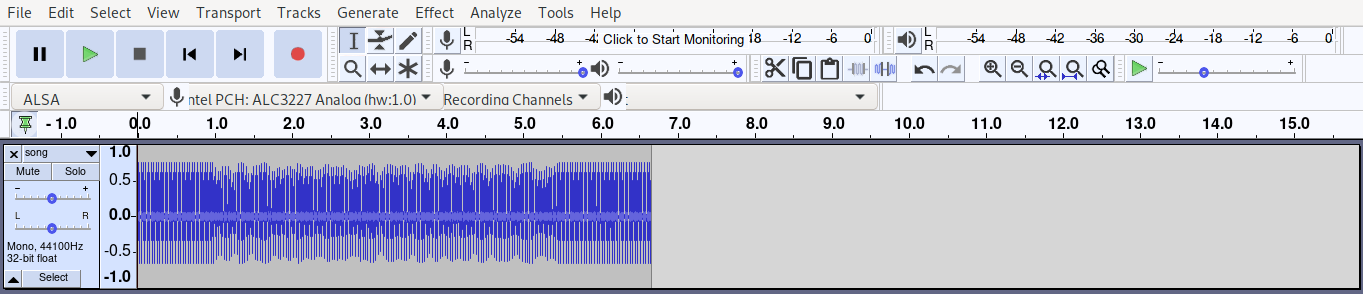 File Edit Select View Transport Tracks Generate Effect Analyze Tools Help
L R -54 -48 -4 Click to Start Monitoring 18 -12 -6 0
L R -54 -48 -42 -36 -30 -24 -18 -12 -6 0
ALSA ntel PCH: ALC3227 Analog (hw:1.0) Recording Channels :
- 1.0 0.0 1.0 2.0 3.0 4.0 5.0 6.0 7.0 8.0 9.0 10.0 11.0 12.0 13.0 14.0 15.0
song
Mute Solo
- +
L R
Mono, 44100Hz
32-bit float
Select
1.0
0.5
0.0
-0.5
-1.0